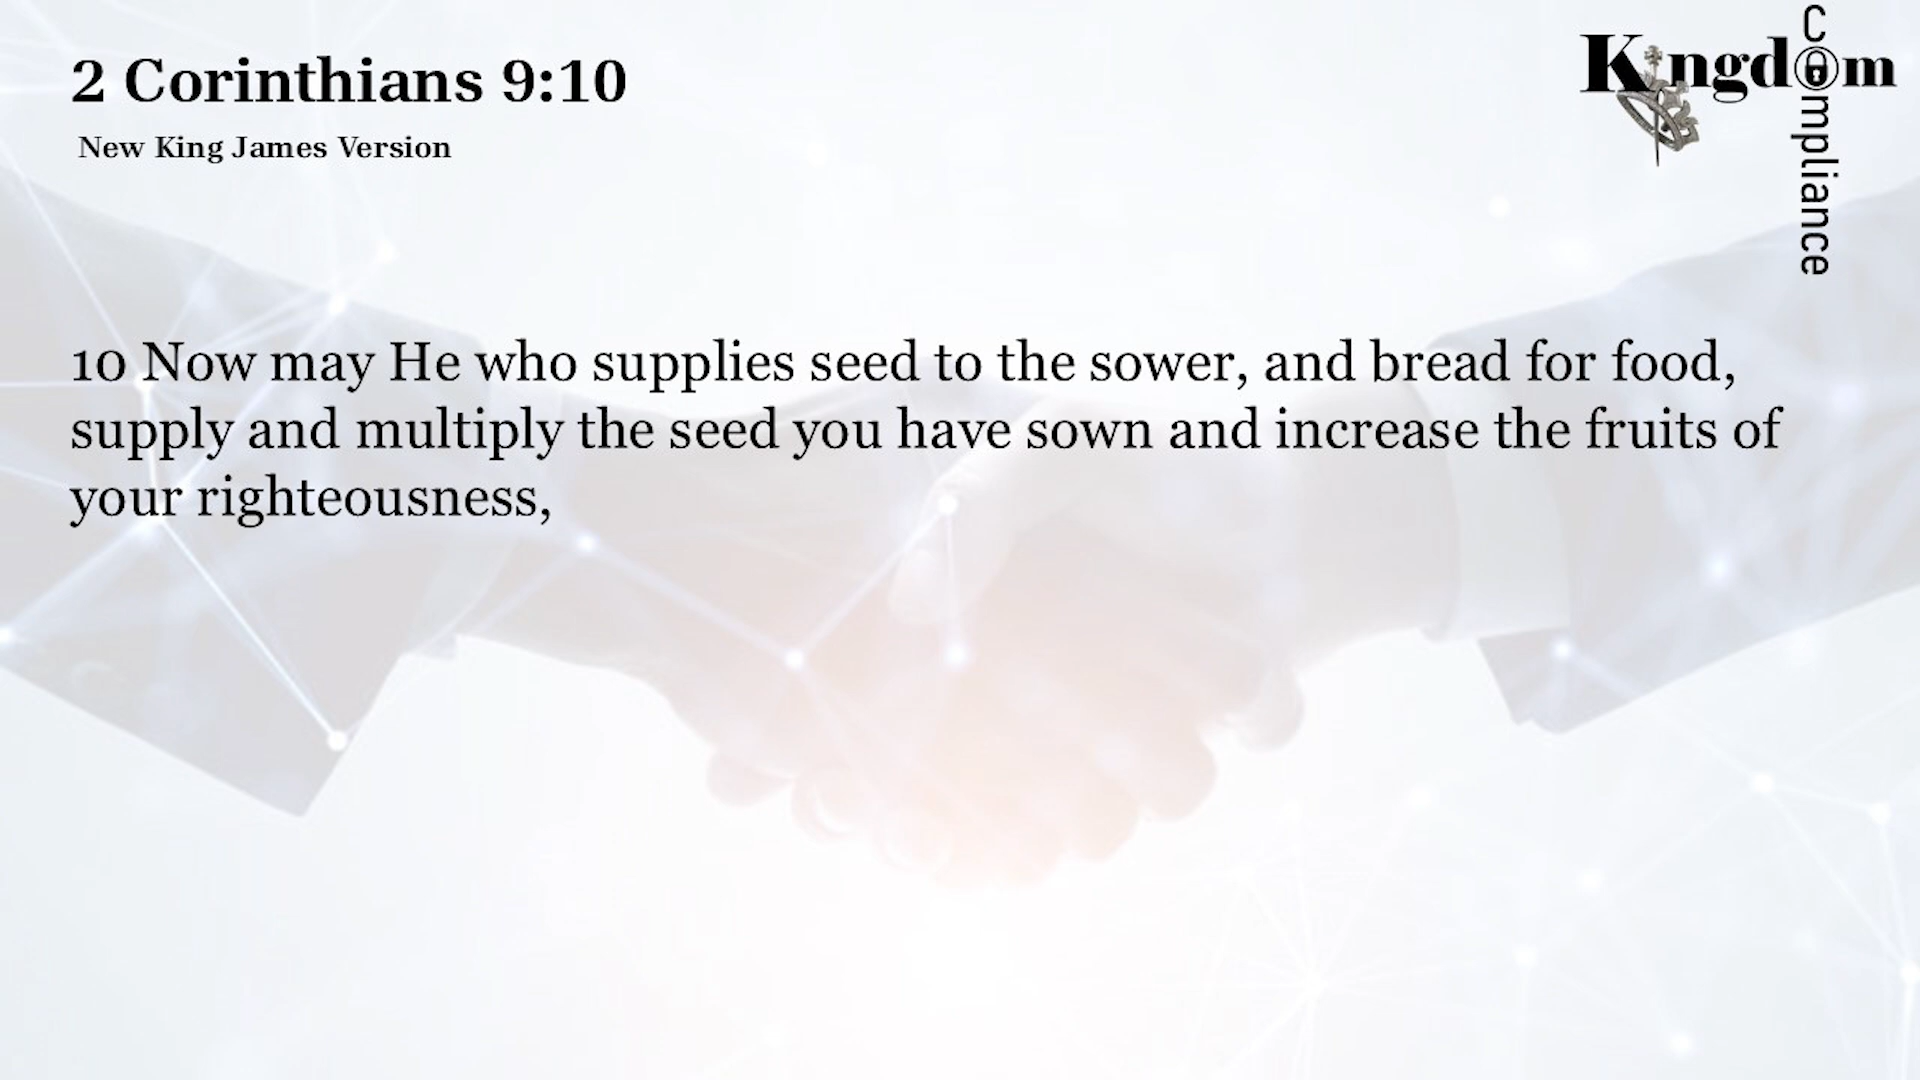 2 Corinthians 9:10
New King James Version
Kingdom
Compliance
10 Now may He who supplies seed to the sower, and bread for food,
supply and multiply the seed you have sown and increase the fruits of
your righteousness,